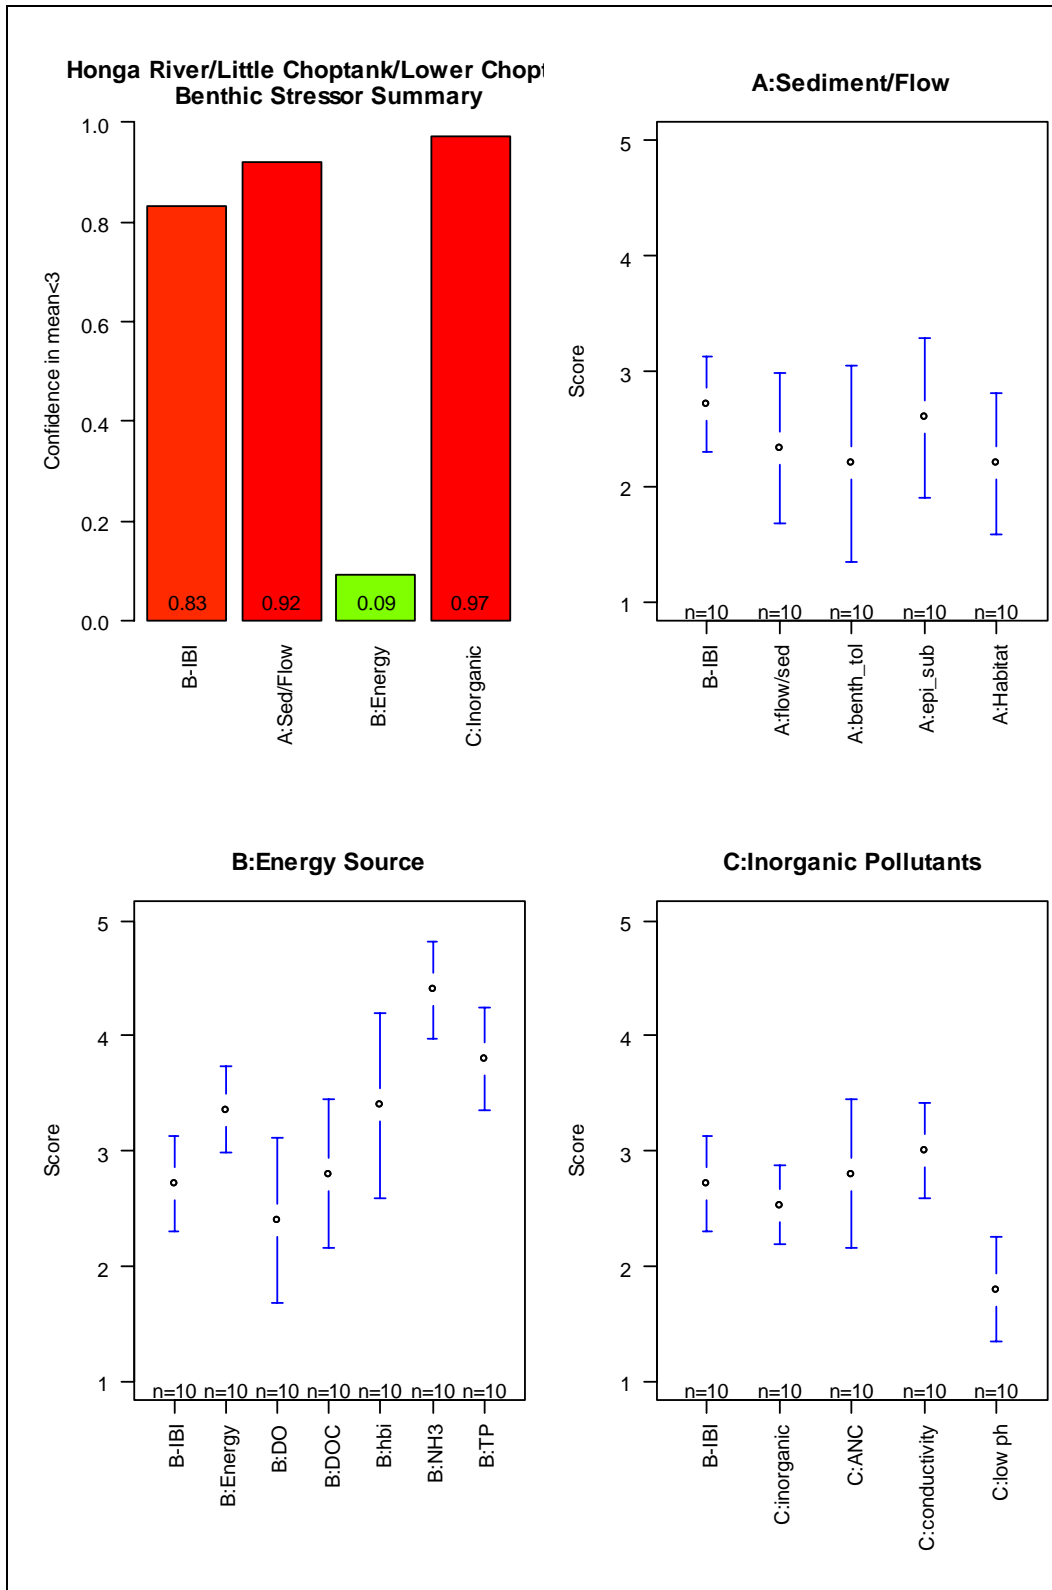 Honga River/Little Choptank/Lower Chopt
Benthic Stressor Summary
Confidence in mean<3
1.0
0.8
0.6
0.4
0.2
0.0
0.83
0.92
0.09
0.97
B-IBI
A:Sed/Flow
B:Energy
C:Inorganic
A:Sediment/Flow
Score
5
4
3
2
1
n=10 n=10 n=10 n=10 n=10
B-IBI
A:flow/sed
A:benth_tol
A:epi_sub
A:Habitat
B:Energy Source
Score
5
4
3
2
1
n=10 n=10 n=10 n=10 n=10 n=10 n=10
B-IBI
B:Energy
B:DO
B:DOC
B:hbi
B:NH3
B:TP
C:Inorganic Pollutants
Score
5
4
3
2
1
n=10 n=10 n=10 n=10 n=10
B-IBI
C:inorganic
C:ANC
C:conductivity
C:low ph